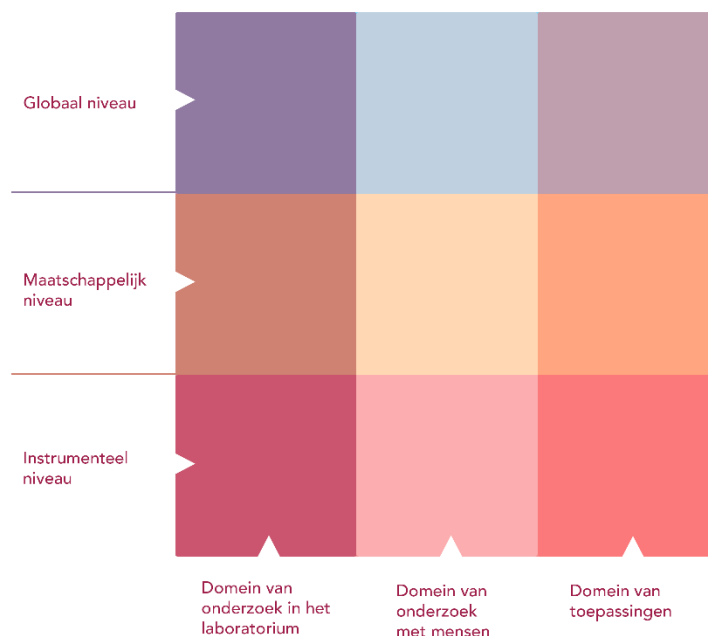 Globaal niveau
Maatschappelijk
niveau
Instrumenteel
niveau
Domein van
onderzoek in het
laboratorium
Domein van
onderzoek
met mensen
Domein van
toepassingen